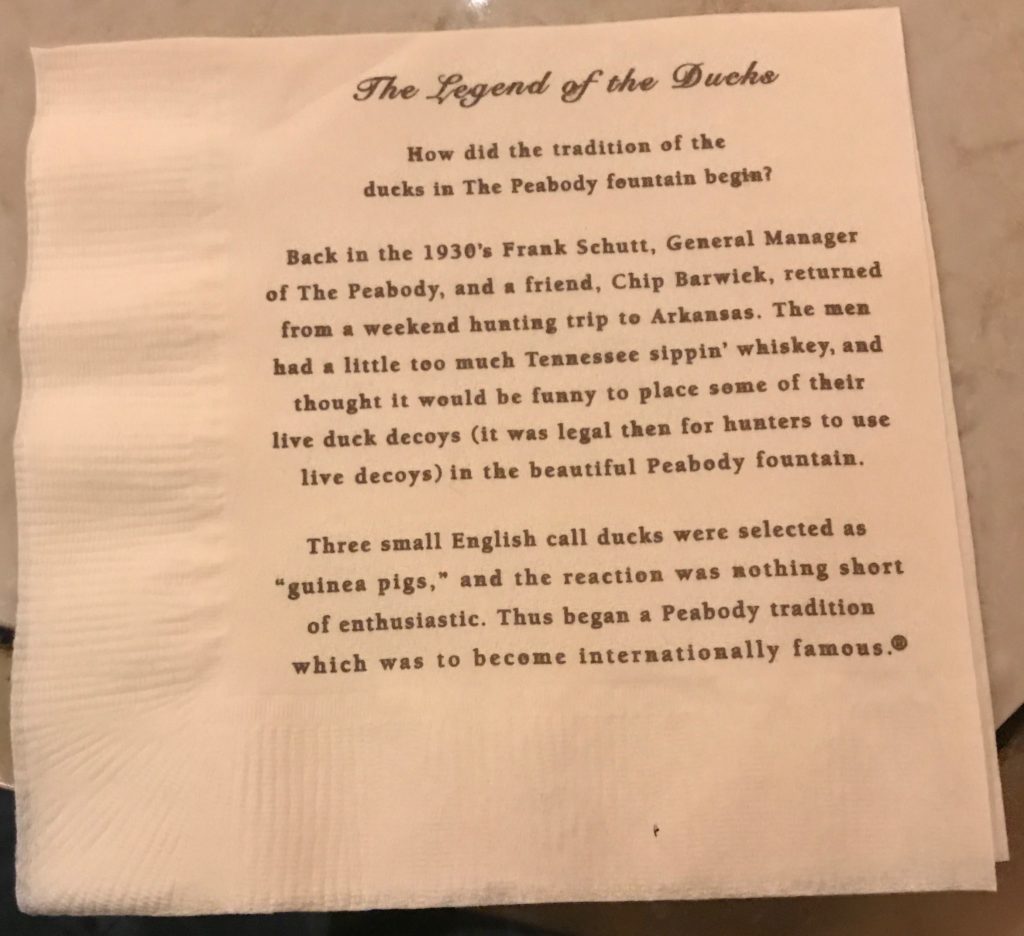 The Legend of the Ducks
How did the tradition of the
ducks in The Peabody fountain begin?
Back in the 1930's Frank Schutt, General Manager
of The Peabody, and a friend, Chip Barwick, returned
from a weekend hunting trip to Arkansas. The men
had a little too much Tennessee sippin' whiskey, and
thought it would be funny to place some of their
live duck decoys (it was legal then for hunters to use
live decoys) in the beautiful Peabody fountain.
Three small English call ducks were selected as
“guinea pigs,” and the reaction was nothing short
of enthusiastic. Thus began a Peabody tradition
which was to become internationally famous.®